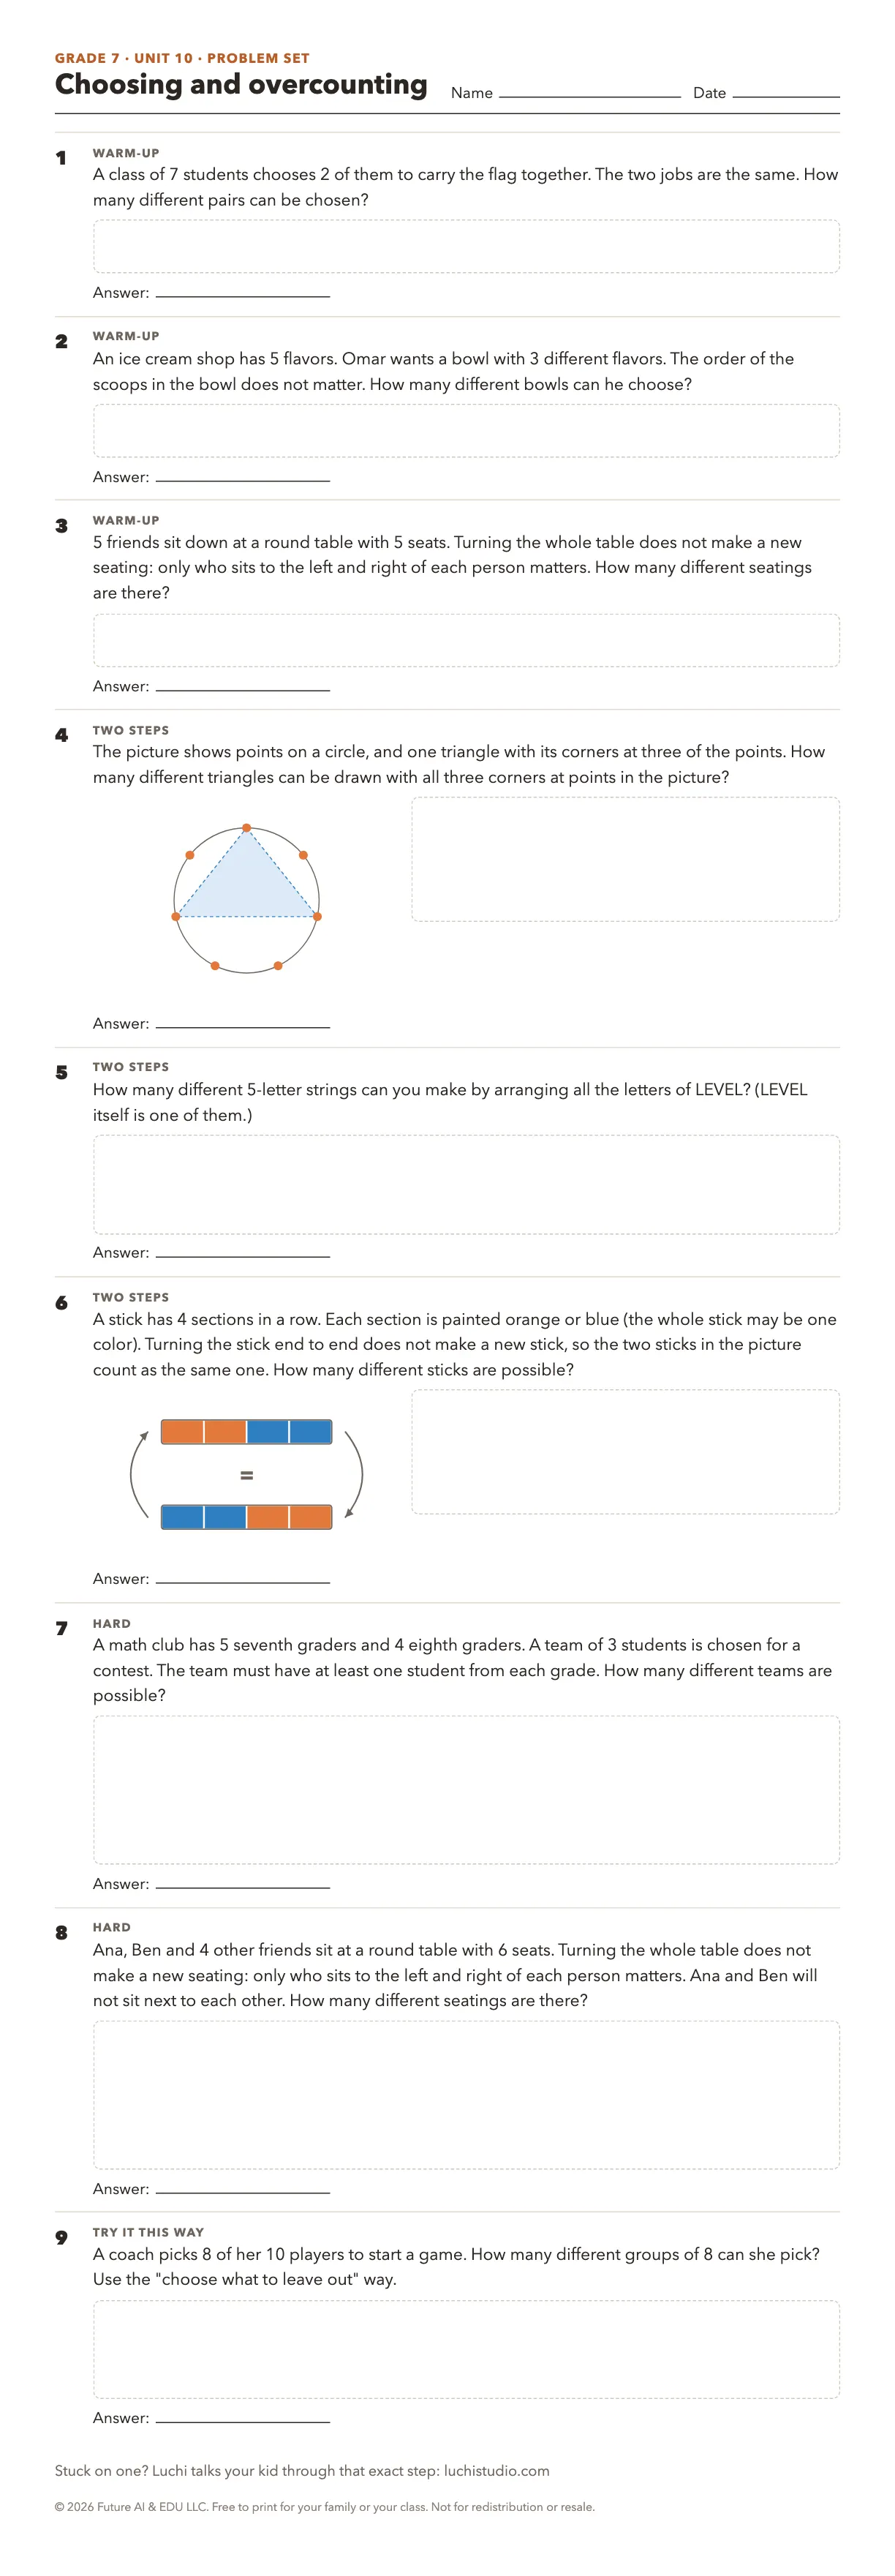 GRADE 7 · UNIT 10 · PROBLEM SET
Choosing and overcounting
Name
Date
1
WARM-UP
A class of 7 students chooses 2 of them to carry the flag together. The two jobs are the same. How
many different pairs can be chosen?
Answer:
2
WARM-UP
An ice cream shop has 5 flavors. Omar wants a bowl with 3 different flavors. The order of the
scoops in the bowl does not matter. How many different bowls can he choose?
Answer:
3
WARM-UP
5 friends sit down at a round table with 5 seats. Turning the whole table does not make a new
seating: only who sits to the left and right of each person matters. How many different seatings
are there?
Answer:
4
TWO STEPS
The picture shows points on a circle, and one triangle with its corners at three of the points. How
many different triangles can be drawn with all three corners at points in the picture?
Answer:
5
TWO STEPS
How many different 5-letter strings can you make by arranging all the letters of LEVEL? (LEVEL
itself is one of them.)
Answer:
6
TWO STEPS
A stick has 4 sections in a row. Each section is painted orange or blue (the whole stick may be one
color). Turning the stick end to end does not make a new stick, so the two sticks in the picture
count as the same one. How many different sticks are possible?
=
Answer:
7
HARD
A math club has 5 seventh graders and 4 eighth graders. A team of 3 students is chosen for a
contest. The team must have at least one student from each grade. How many different teams are
possible?
Answer:
8
HARD
Ana, Ben and 4 other friends sit at a round table with 6 seats. Turning the whole table does not
make a new seating: only who sits to the left and right of each person matters. Ana and Ben will
not sit next to each other. How many different seatings are there?
Answer:
9
TRY IT THIS WAY
A coach picks 8 of her 10 players to start a game. How many different groups of 8 can she pick?
Use the "choose what to leave out" way.
Answer:
Stuck on one? Luchi talks your kid through that exact step: luchistudio.com
© 2026 Future AI & EDU LLC. Free to print for your family or your class. Not for redistribution or resale.